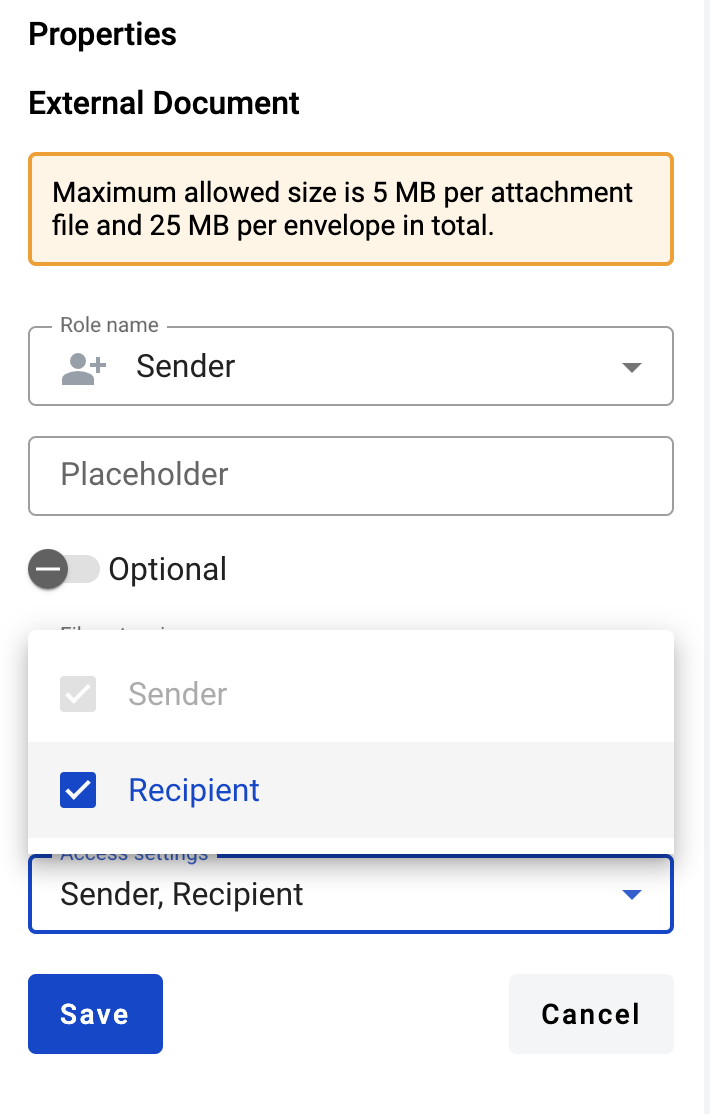 Properties
External Document
Maximum allowed size is 5 MB per attachment
file and 25 MB per envelope in total.
Role name
Sender
Placeholder
Optional
Sender
Recipient
Access settings
Sender, Recipient
Save
Cancel